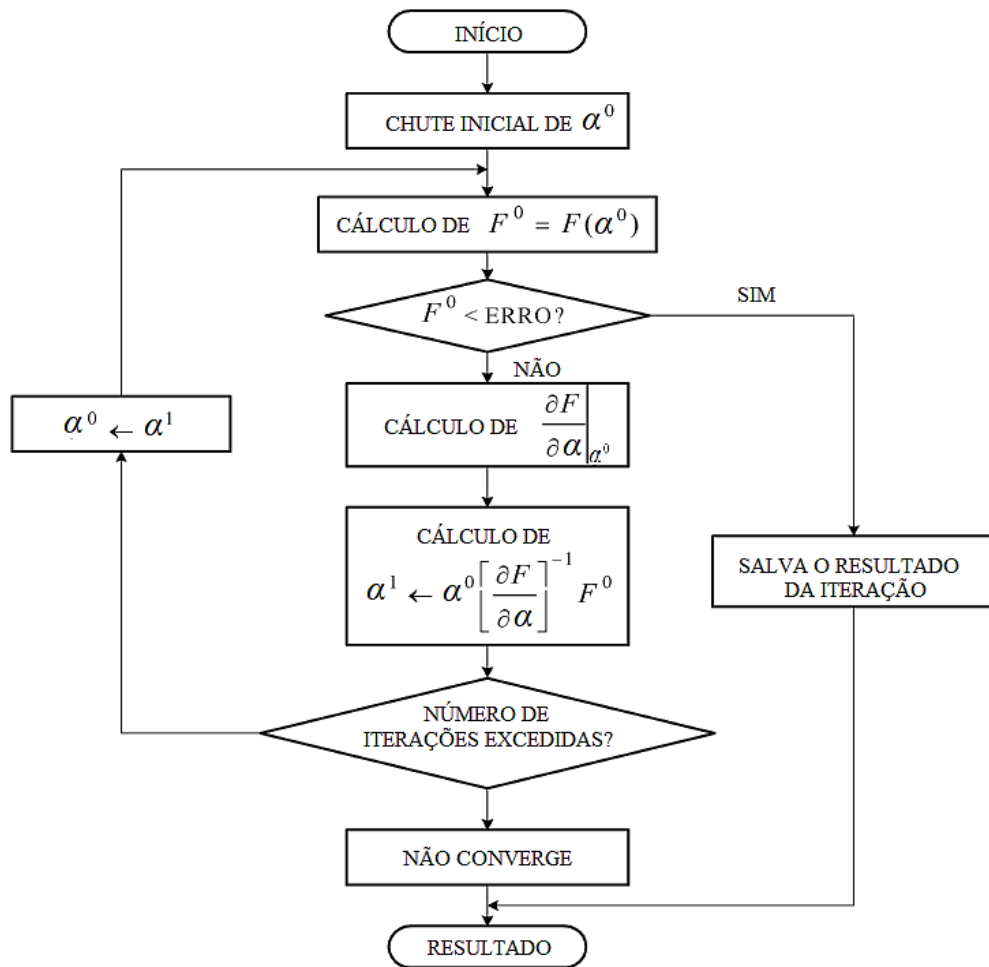 INÍCIO
CHUTE INICIAL DE α⁰
CÁLCULO DE F⁰ = F(α⁰)
F⁰ < ERRO?
SIM
NÃO
CÁLCULO DE ∂F/∂α|α⁰
α⁰ ← α¹
CÁLCULO DE
α¹ ← α⁰[∂F/∂α]⁻¹ F⁰
SALVA O RESULTADO
DA ITERAÇÃO
NÚMERO DE
ITERAÇÕES EXCEDIDAS?
NÃO CONVERGE
RESULTADO